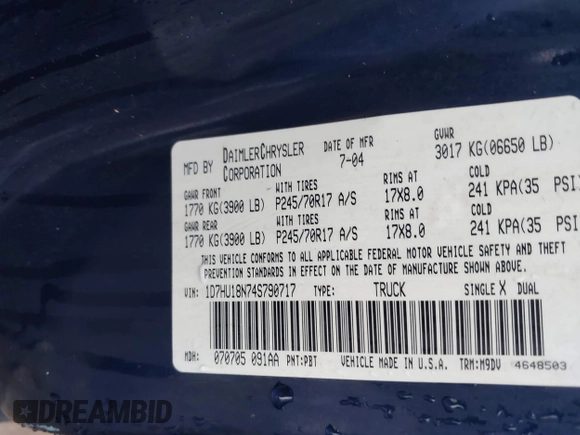 MFD BY DAIMLERCHRYSLER CORPORATION DATE OF MFR 7-04 GVWR 3017 KG(06650 LB)
GAWR FRONT WITH TIRES RIMS AT COLD
1770 KG(3900 LB) P245/70R17 A/S 17X8.0 241 KPA(35 PSI)
GAWR REAR WITH TIRES RIMS AT COLD
1770 KG(3900 LB) P245/70R17 A/S 17X8.0 241 KPA(35 PSI
THIS VEHICLE CONFORMS TO ALL APPLICABLE FEDERAL MOTOR VEHICLE SAFETY AND THEFT
PREVENTION STANDARDS IN EFFECT ON THE DATE OF MANUFACTURE SHOWN ABOVE.
VIN: 1D7HU18N74S790717 TYPE: TRUCK SINGLE X DUAL
MDH: 070705 091AA PNT:PBT VEHICLE MADE IN U.S.A. TRM:M9DV 4648503
DREAMBID